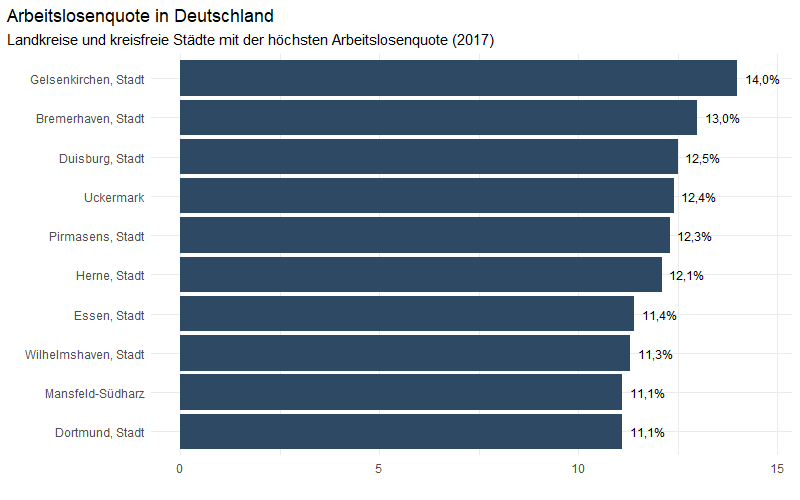 Arbeitslosenquote in Deutschland
Landkreise und kreisfreie Städte mit der höchsten Arbeitslosenquote (2017)
Gelsenkirchen, Stadt 14,0%
Bremerhaven, Stadt 13,0%
Duisburg, Stadt 12,5%
Uckermark 12,4%
Pirmasens, Stadt 12,3%
Herne, Stadt 12,1%
Essen, Stadt 11,4%
Wilhelmshaven, Stadt 11,3%
Mansfeld-Südharz 11,1%
Dortmund, Stadt 11,1%
0 5 10 15